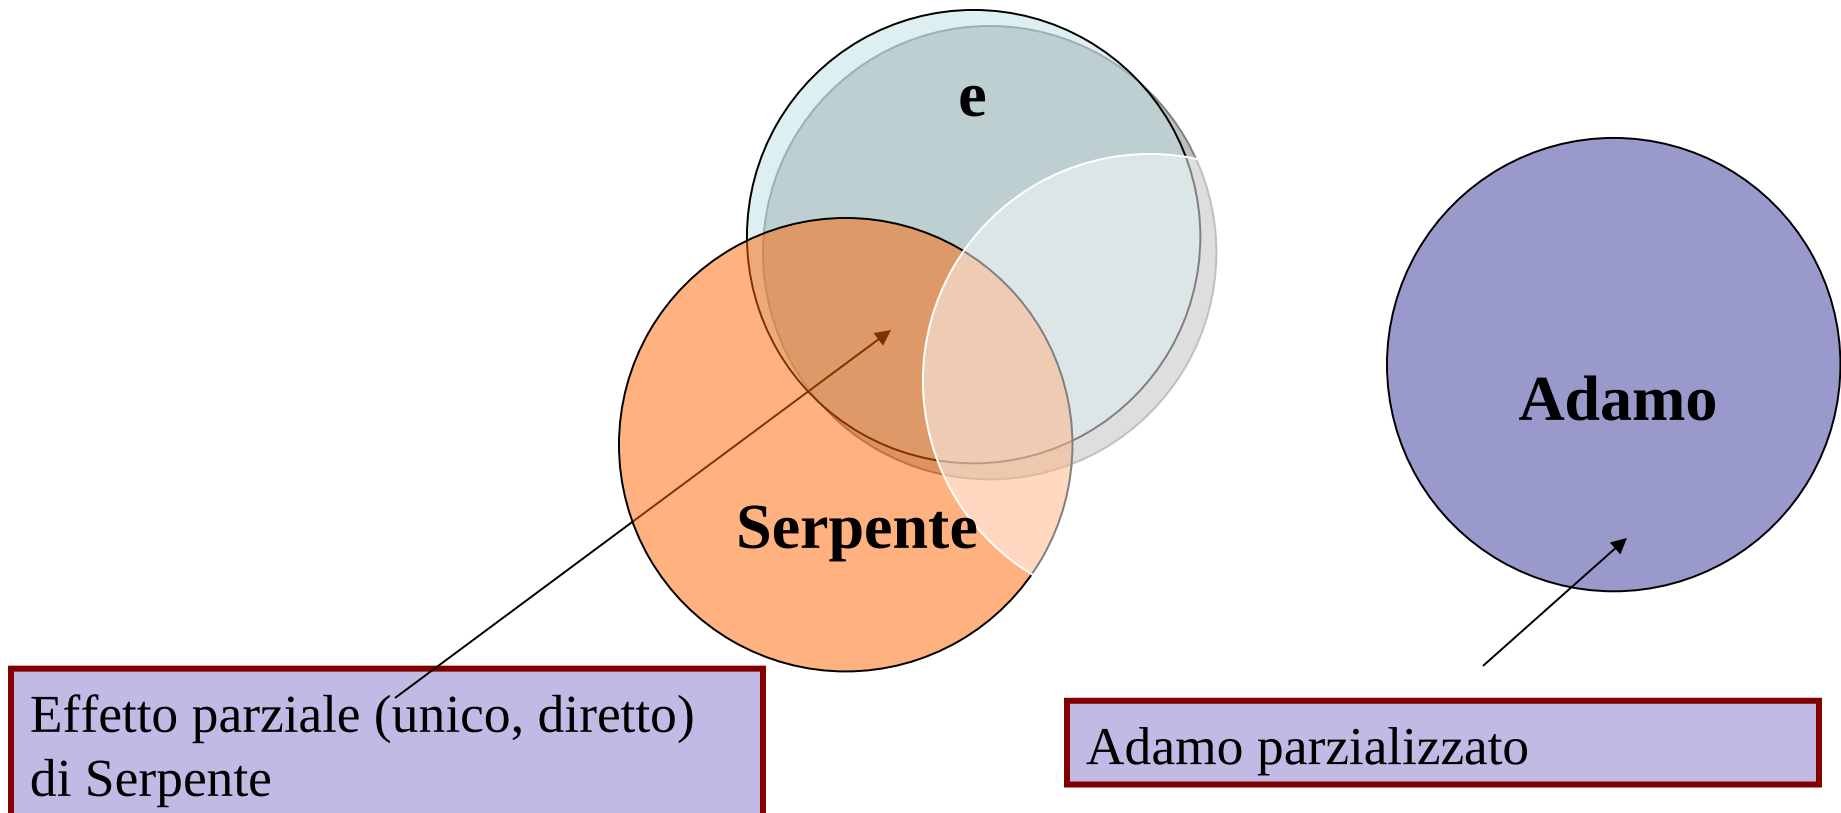 e
Adamo
Serpente
Effetto parziale (unico, diretto)
di Serpente
Adamo parzializzato